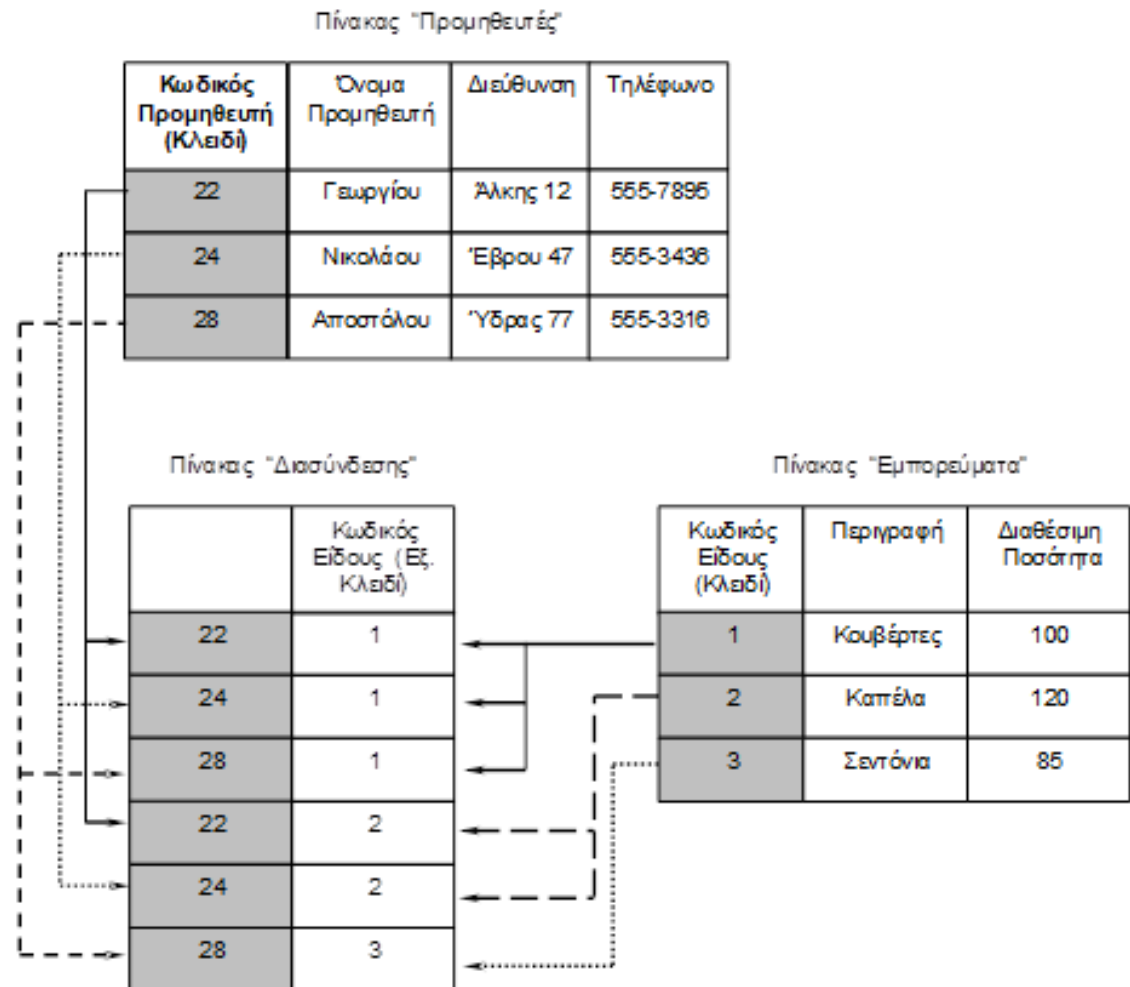 Πίνακας "Προμηθευτές"
Κωδικός Προμηθευτή (Κλειδί) Όνομα Προμηθευτή Διεύθυνση Τηλέφωνο
22 Γεωργίου Άλκης 12 555-7895
24 Νικολάου Έβρου 47 555-3436
28 Αποστόλου Ύδρας 77 555-3316
Πίνακας "Διασύνδεσης"
Κωδικός Είδους (Εξ. Κλειδί)
22 1
24 1
28 1
22 2
24 2
28 3
Πίνακας "Εμπορεύματα"
Κωδικός Είδους (Κλειδί) Περιγραφή Διαθέσιμη Ποσότητα
1 Κουβέρτες 100
2 Καπέλα 120
3 Σεντόνια 85